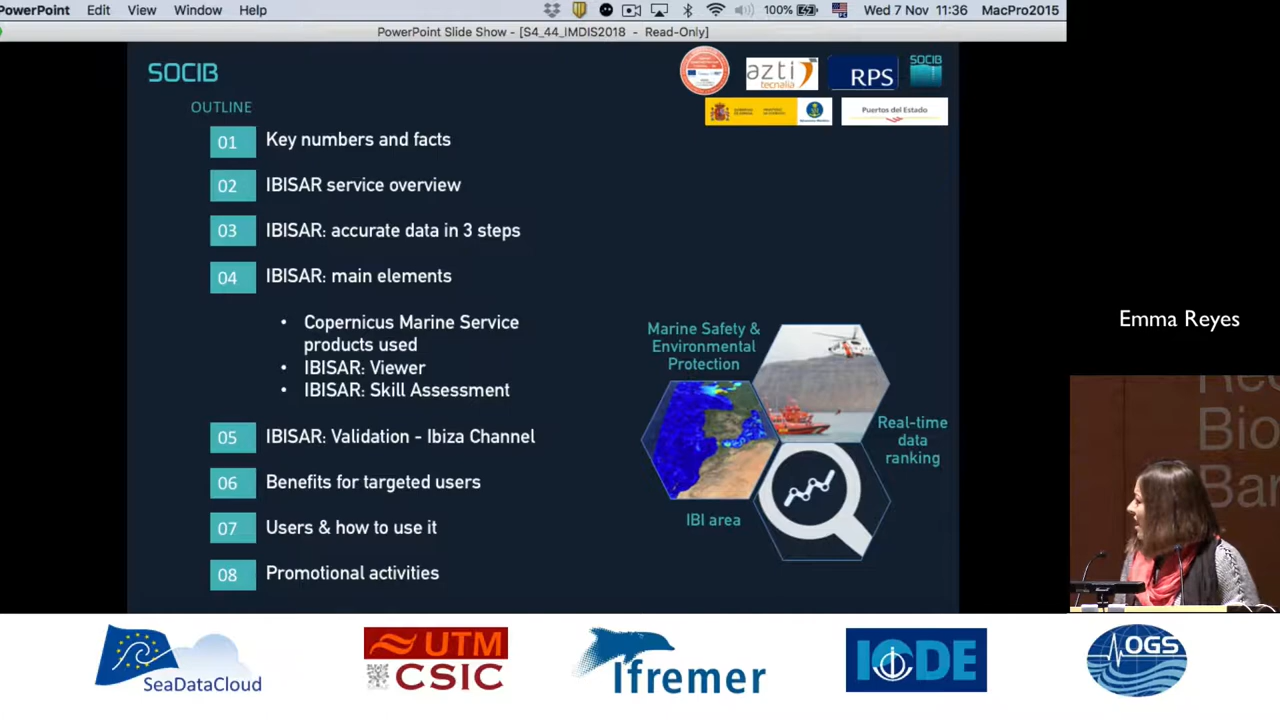 PowerPoint Edit View Window Help 100% Wed 7 Nov 11:36 MacPro2015
PowerPoint Slide Show - [S4_44_IMDIS2018 - Read-Only]
SOCIB
azti
tecnalia
RPS
SOCIB
Puertos del Estado
OUTLINE
01 Key numbers and facts
02 IBISAR service overview
03 IBISAR: accurate data in 3 steps
04 IBISAR: main elements
• Copernicus Marine Service
products used
• IBISAR: Viewer
• IBISAR: Skill Assessment
05 IBISAR: Validation - Ibiza Channel
06 Benefits for targeted users
07 Users & how to use it
08 Promotional activities
Marine Safety &
Environmental
Protection
Real-time
data
ranking
IBI area
Emma Reyes
Bio
Bar
SeaDataCloud
UTM
CSIC
Ifremer
IODE
OGS